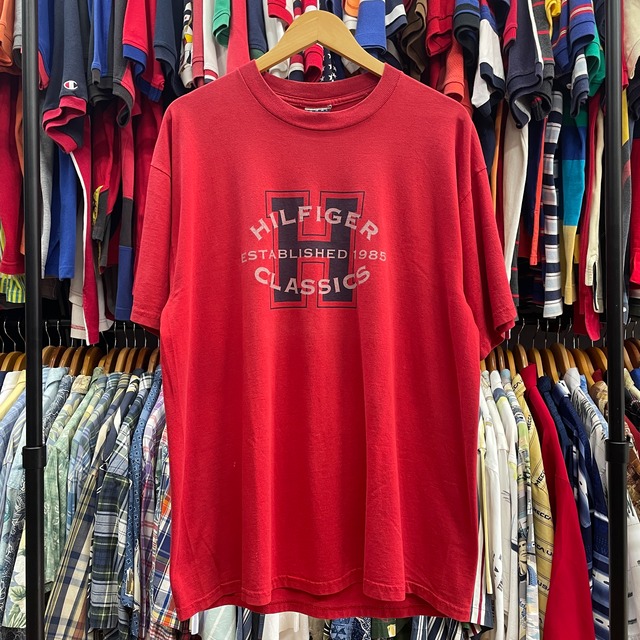 H
HILFIGER
ESTABLISHED 1985
CLASSICS